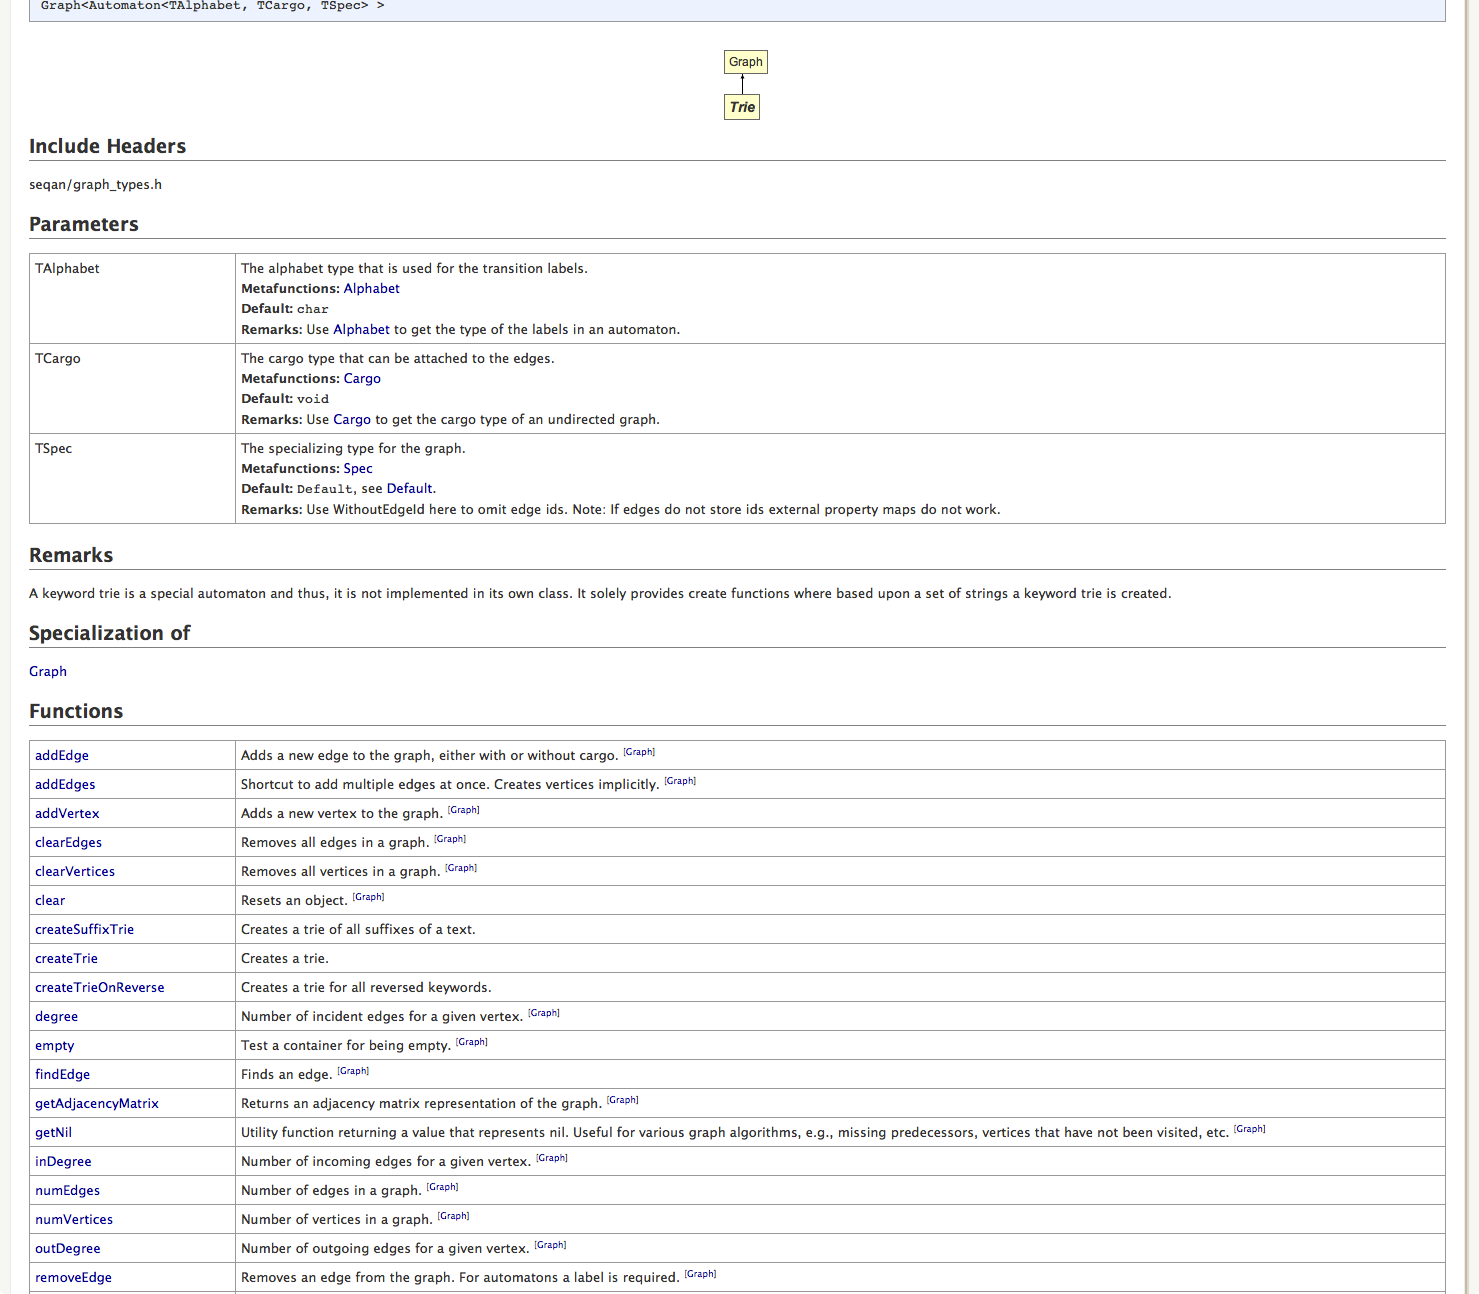 Graph<Automaton<TAlphabet, TCargo, TSpec> >
Graph
Trie
Include Headers
seqan/graph_types.h
Parameters
TAlphabet
The alphabet type that is used for the transition labels.
Metafunctions: Alphabet
Default: char
Remarks: Use Alphabet to get the type of the labels in an automaton.
TCargo
The cargo type that can be attached to the edges.
Metafunctions: Cargo
Default: void
Remarks: Use Cargo to get the cargo type of an undirected graph.
TSpec
The specializing type for the graph.
Metafunctions: Spec
Default: Default, see Default.
Remarks: Use WithoutEdgeId here to omit edge ids. Note: If edges do not store ids external property maps do not work.
Remarks
A keyword trie is a special automaton and thus, it is not implemented in its own class. It solely provides create functions where based upon a set of strings a keyword trie is created.
Specialization of
Graph
Functions
addEdge Adds a new edge to the graph, either with or without cargo. [Graph]
addEdges Shortcut to add multiple edges at once. Creates vertices implicitly. [Graph]
addVertex Adds a new vertex to the graph. [Graph]
clearEdges Removes all edges in a graph. [Graph]
clearVertices Removes all vertices in a graph. [Graph]
clear Resets an object. [Graph]
createSuffixTrie Creates a trie of all suffixes of a text.
createTrie Creates a trie.
createTrieOnReverse Creates a trie for all reversed keywords.
degree Number of incident edges for a given vertex. [Graph]
empty Test a container for being empty. [Graph]
findEdge Finds an edge. [Graph]
getAdjacencyMatrix Returns an adjacency matrix representation of the graph. [Graph]
getNil Utility function returning a value that represents nil. Useful for various graph algorithms, e.g., missing predecessors, vertices that have not been visited, etc. [Graph]
inDegree Number of incoming edges for a given vertex. [Graph]
numEdges Number of edges in a graph. [Graph]
numVertices Number of vertices in a graph. [Graph]
outDegree Number of outgoing edges for a given vertex. [Graph]
removeEdge Removes an edge from the graph. For automatons a label is required. [Graph]